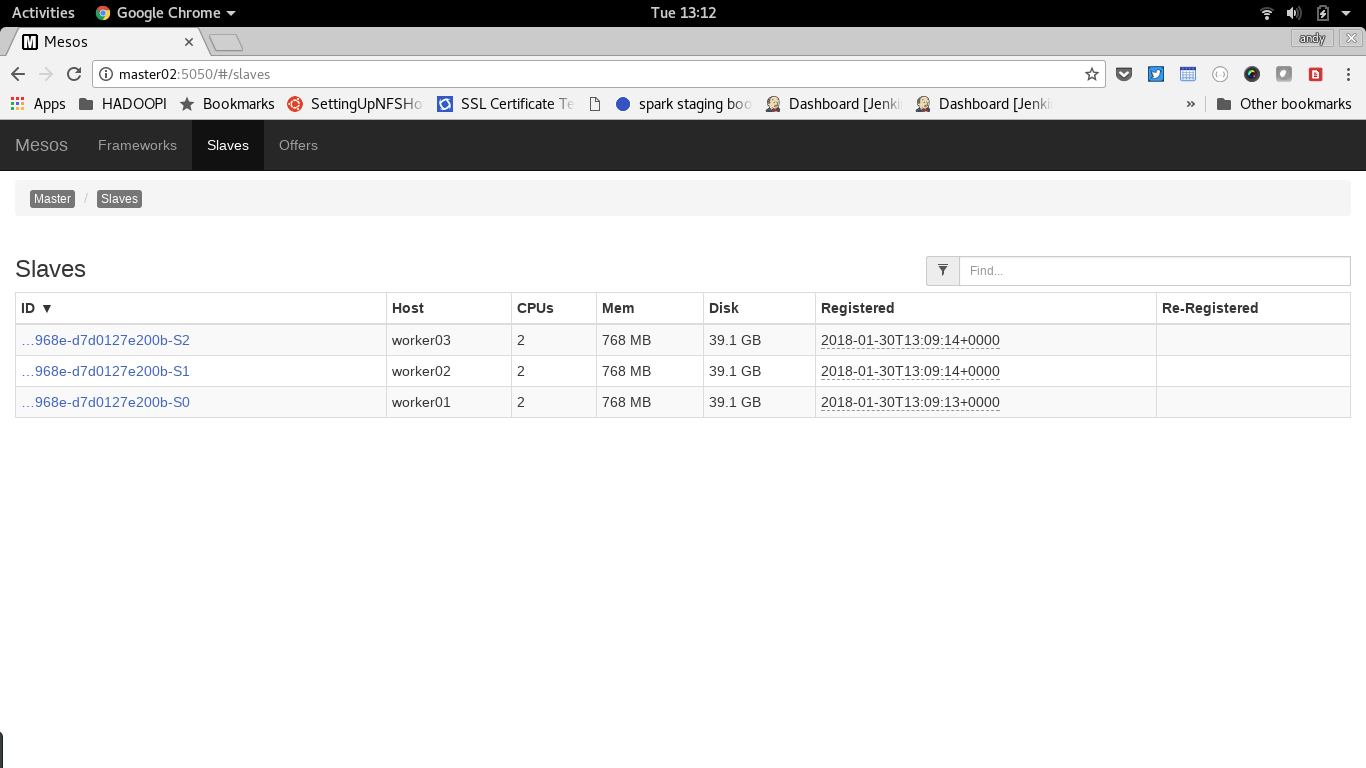 Activities Google Chrome Tue 13:12
Mesos andy
master02:5050/#/slaves
Apps HADOOPI Bookmarks SettingUpNFSHo SSL Certificate Te spark staging boo Dashboard [Jenki Dashboard [Jenki » Other bookmarks
Mesos Frameworks Slaves Offers
Master / Slaves
Slaves Find...
ID ▼ Host CPUs Mem Disk Registered Re-Registered
…968e-d7d0127e200b-S2 worker03 2 768 MB 39.1 GB 2018-01-30T13:09:14+0000
…968e-d7d0127e200b-S1 worker02 2 768 MB 39.1 GB 2018-01-30T13:09:14+0000
…968e-d7d0127e200b-S0 worker01 2 768 MB 39.1 GB 2018-01-30T13:09:13+0000